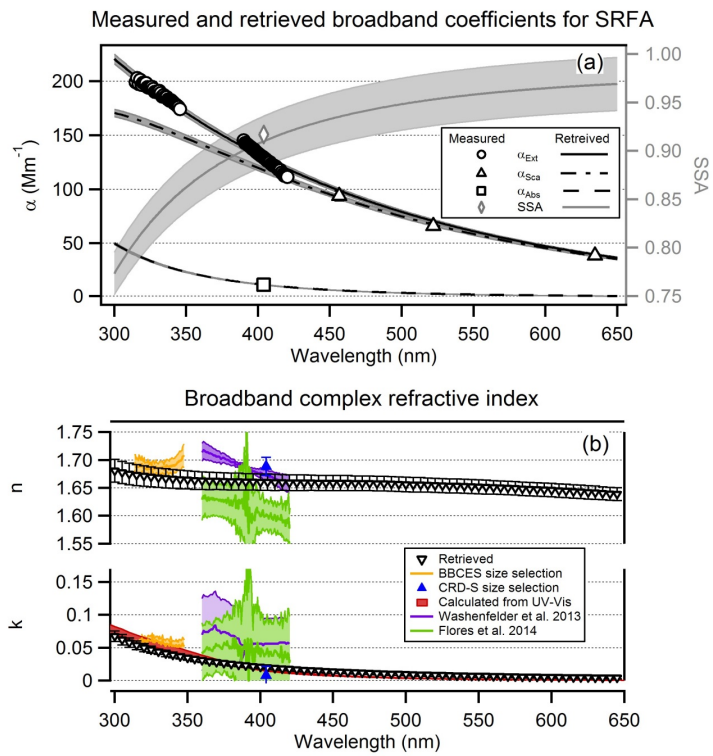 Measured and retrieved broadband coefficients for SRFA
(a)
1.00
200
0.95
150
0.90
100
0.85
50
0.80
0
0.75
α (Mm⁻¹)
SSA
Measured Retreived
α_Ext
α_Sca
α_Abs
SSA
300 350 400 450 500 550 600 650
Wavelength (nm)
Broadband complex refractive index
(b)
1.75
1.70
1.65
1.60
1.55
n
0.15
0.10
0.05
0
k
Retrieved
BBCES size selection
CRD-S size selection
Calculated from UV-Vis
Washenfelder et al. 2013
Flores et al. 2014
300 350 400 450 500 550 600 650
Wavelength (nm)